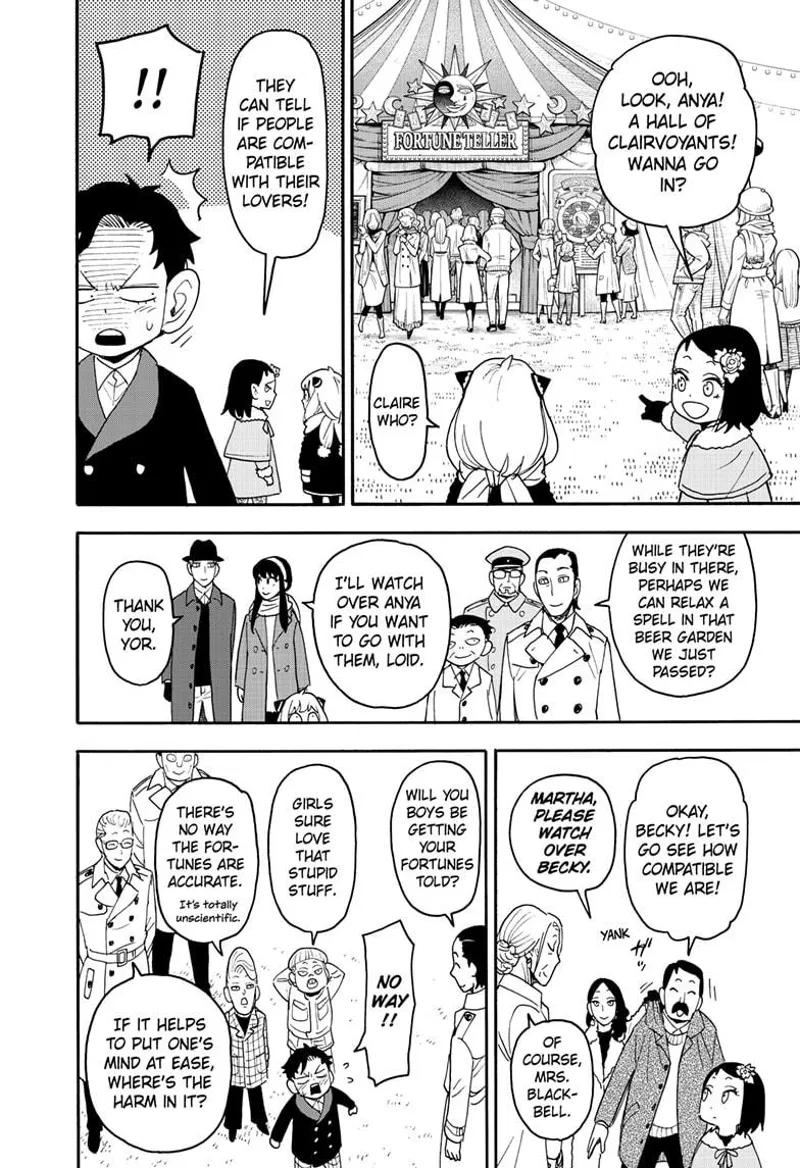 OOH,
LOOK, ANYA!
A HALL OF
CLAIRVOYANTS!
WANNA GO
IN?
FORTUNETELLER
CLAIRE
WHO?
THEY
CAN TELL
IF PEOPLE
ARE COM-
PATIBLE
WITH THEIR
LOVERS!
!!
WHILE THEY'RE
BUSY IN THERE,
PERHAPS WE
CAN RELAX A
SPELL IN THAT
BEER GARDEN
WE JUST
PASSED?
I'LL WATCH
OVER ANYA
IF YOU WANT
TO GO WITH
THEM, LOID.
THANK
YOU,
YOR.
OKAY,
BECKY! LET'S
GO SEE HOW
COMPATIBLE
WE ARE!
MARTHA,
PLEASE
WATCH
OVER
BECKY.
YANK
グッ
OF
COURSE,
MRS.
BLACK-
BELL.
WILL YOU
BOYS BE
GETTING
YOUR
FORTUNES
TOLD?
NO
WAY!!
GIRLS
SURE
LOVE
THAT
STUPID
STUFF.
THERE'S
NO WAY
THE FOR-
TUNES ARE
ACCURATE.
It's totally
unscientific.
IF IT HELPS
TO PUT ONE'S
MIND AT EASE,
WHERE'S THE
HARM IN IT?